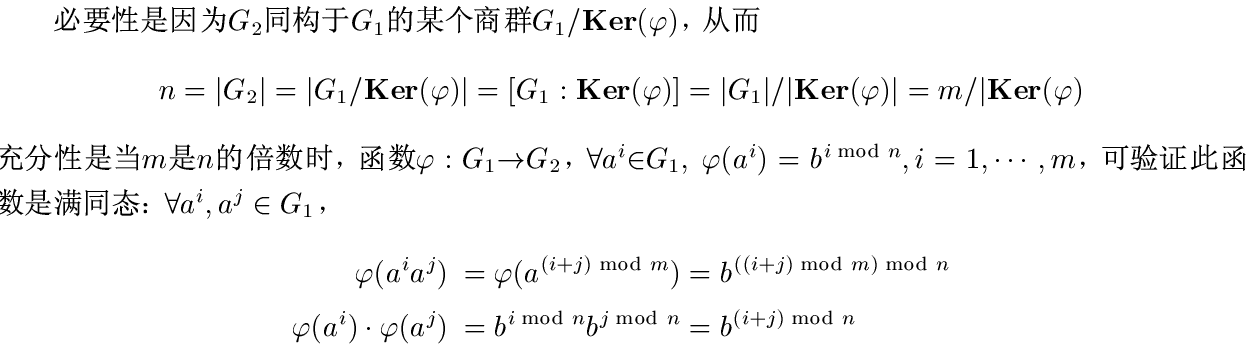 必要性是因为G₂同构于G₁的某个商群G₁/Ker(φ)，从而
n = |G₂| = |G₁/Ker(φ)| = [G₁ : Ker(φ)] = |G₁|/|Ker(φ)| = m/|Ker(φ)
充分性是当m是n的倍数时，函数φ : G₁→G₂，∀aⁱ∈G₁, φ(aⁱ) = b^{i mod n}, i = 1, ⋯ , m，可验证此函
数是满同态：∀aⁱ, aʲ ∈ G₁，
φ(aⁱaʲ) = φ(a^{(i+j) mod m}) = b^{((i+j) mod m) mod n}
φ(aⁱ) · φ(aʲ) = b^{i mod n}b^{j mod n} = b^{(i+j) mod n}